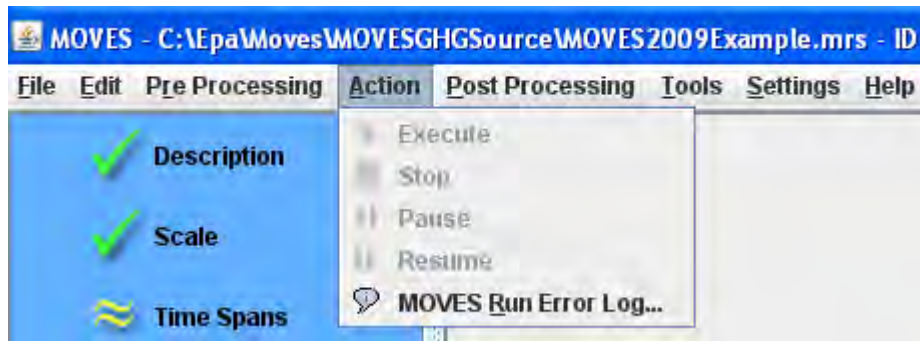 MOVES - C:\Epa\Moves\MOVESGHGSource\MOVES2009Example.mrs - ID
File Edit Pre Processing Action Post Processing Tools Settings Help
Execute
Description
Stop
Pause
Scale
Resume
MOVES Run Error Log...
Time Spans